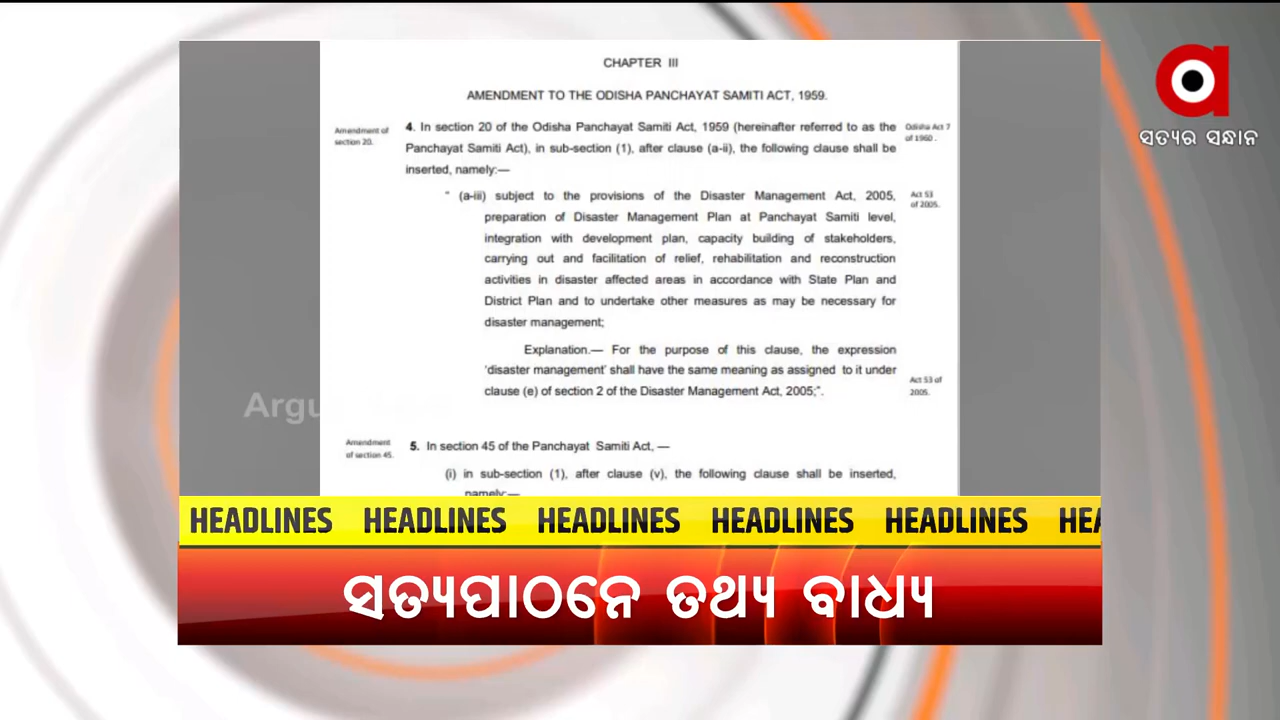 CHAPTER III
AMENDMENT TO THE ODISHA PANCHAYAT SAMITI ACT, 1959.
Amendment of
section 20.
4. In section 20 of the Odisha Panchayat Samiti Act, 1959 (hereinafter referred to as the
Panchayat Samiti Act), in sub-section (1), after clause (a-ii), the following clause shall be
inserted, namely:—
Odisha Act 7
of 1960 .
" (a-iii) subject to the provisions of the Disaster Management Act, 2005,
preparation of Disaster Management Plan at Panchayat Samiti level,
integration with development plan, capacity building of stakeholders,
carrying out and facilitation of relief, rehabilitation and reconstruction
activities in disaster affected areas in accordance with State Plan and
District Plan and to undertake other measures as may be necessary for
disaster management;
Act 53
of 2005.
Explanation.— For the purpose of this clause, the expression
'disaster management' shall have the same meaning as assigned to it under
clause (e) of section 2 of the Disaster Management Act, 2005;".
Act 53 of
2005.
Amendment
of section 45.
5. In section 45 of the Panchayat Samiti Act, —
(i) in sub-section (1), after clause (v), the following clause shall be inserted,
namely:—
HEADLINES HEADLINES HEADLINES HEADLINES HEADLINES HEA
ସତ୍ୟପାଠନେ ତଥ୍ୟ ବାଧ୍ୟ
a
ସତ୍ୟର ସନ୍ଧାନ